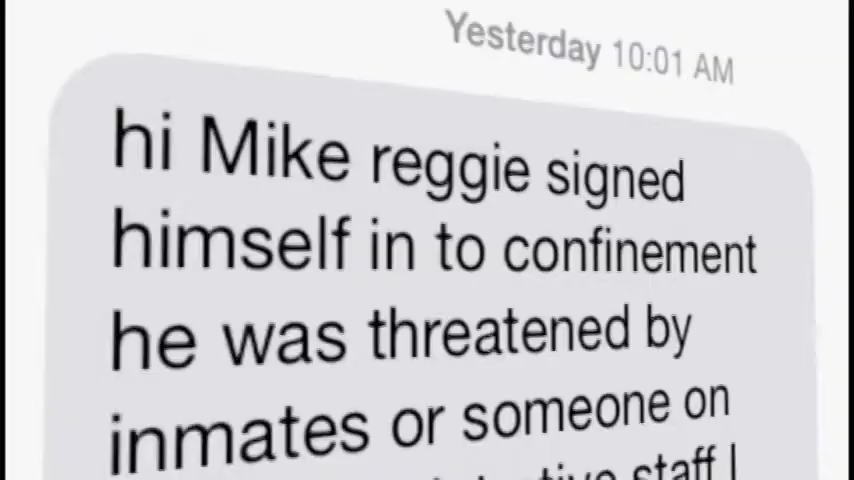 Yesterday 10:01 AM
hi Mike reggie signed
himself in to confinement
he was threatened by
inmates or someone on
staff I